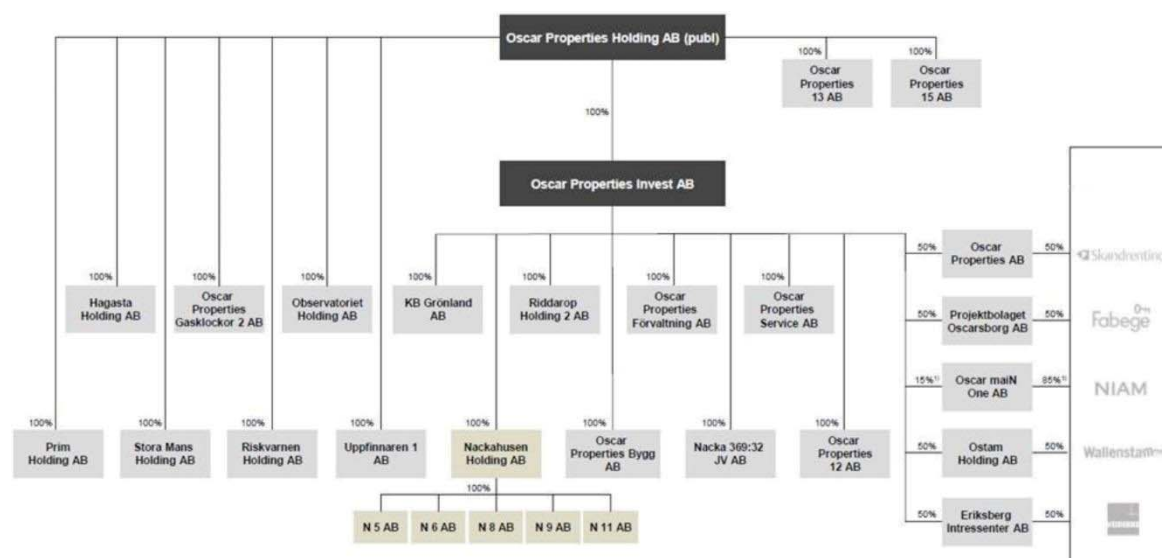 Oscar Properties Holding AB (publ)
100%
100%
Oscar
Properties
13 AB
Oscar
Properties
15 AB
100%
Oscar Properties Invest AB
50%
Oscar
Properties AB
50%
Skandrenting
100%
100%
100%
100%
100%
100%
100%
Hagasta
Holding AB
Oscar
Properties
Gasklockor 2 AB
Observatoriet
Holding AB
KB Grönland
AB
Riddarop
Holding 2 AB
Oscar
Properties
Förvaltning AB
Oscar
Properties
Service AB
50%
Projektbolaget
Oscarsborg AB
50%
Fabege
15%¹⁾
Oscar maiN
One AB
85%¹⁾
NIAM
100%
100%
100%
100%
100%
100%
100%
100%
Prim
Holding AB
Stora Mans
Holding AB
Riskvarnen
Holding AB
Uppfinnaren 1
AB
Nackahusen
Holding AB
Oscar
Properties Bygg
AB
Nacka 369:32
JV AB
Oscar
Properties
12 AB
50%
Ostam
Holding AB
50%
Wallenstam
100%
N 5 AB
N 6 AB
N 8 AB
N 9 AB
N 11 AB
50%
Eriksberg
Intressenter AB
50%